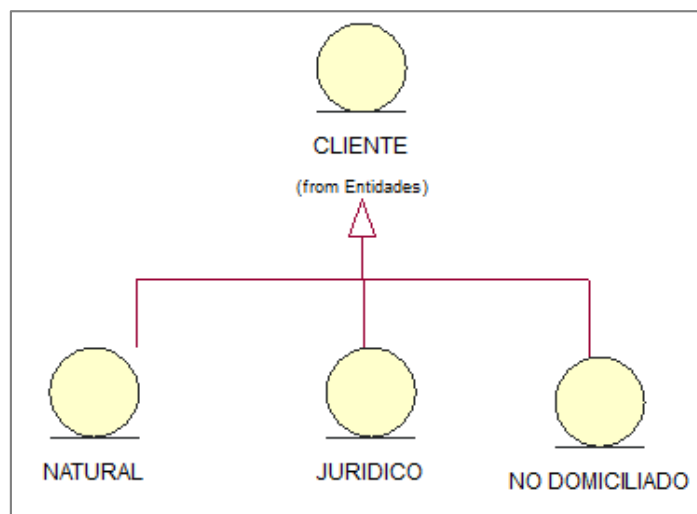 CLIENTE
(from Entidades)
NATURAL
JURIDICO
NO DOMICILIADO